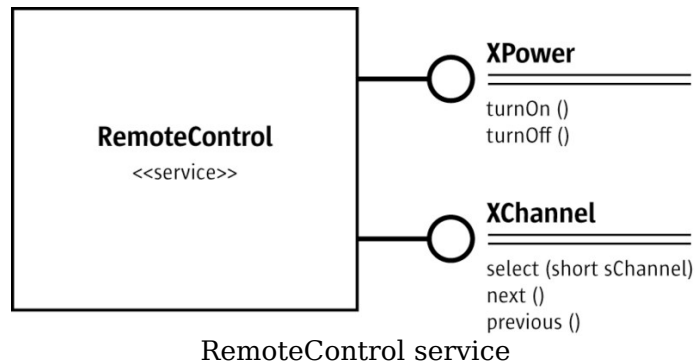 RemoteControl
<<service>>
XPower
turnOn ()
turnOff ()
XChannel
select (short sChannel)
next ()
previous ()
RemoteControl service